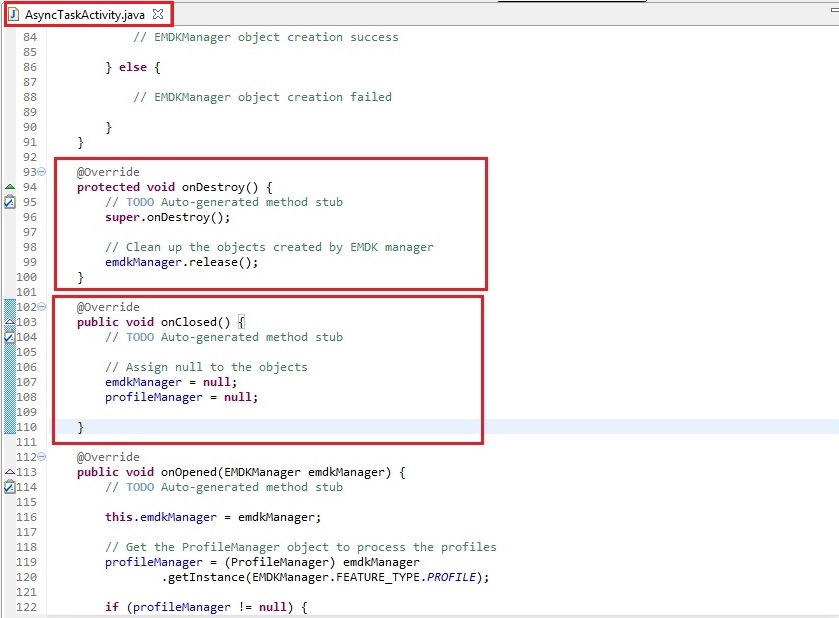 AsyncTaskActivity.java
84 // EMDKManager object creation success
85
86 } else {
87
88 // EMDKManager object creation failed
89
90 }
91 }
92
93 @Override
94 protected void onDestroy() {
95 // TODO Auto-generated method stub
96 super.onDestroy();
97
98 // Clean up the objects created by EMDK manager
99 emdkManager.release();
100 }
101
102 @Override
103 public void onClosed() {
104 // TODO Auto-generated method stub
105
106 // Assign null to the objects
107 emdkManager = null;
108 profileManager = null;
109
110 }
111
112 @Override
113 public void onOpened(EMDKManager emdkManager) {
114 // TODO Auto-generated method stub
115
116 this.emdkManager = emdkManager;
117
118 // Get the ProfileManager object to process the profiles
119 profileManager = (ProfileManager) emdkManager
120 .getInstance(EMDKManager.FEATURE_TYPE.PROFILE);
121
122 if (profileManager != null) {